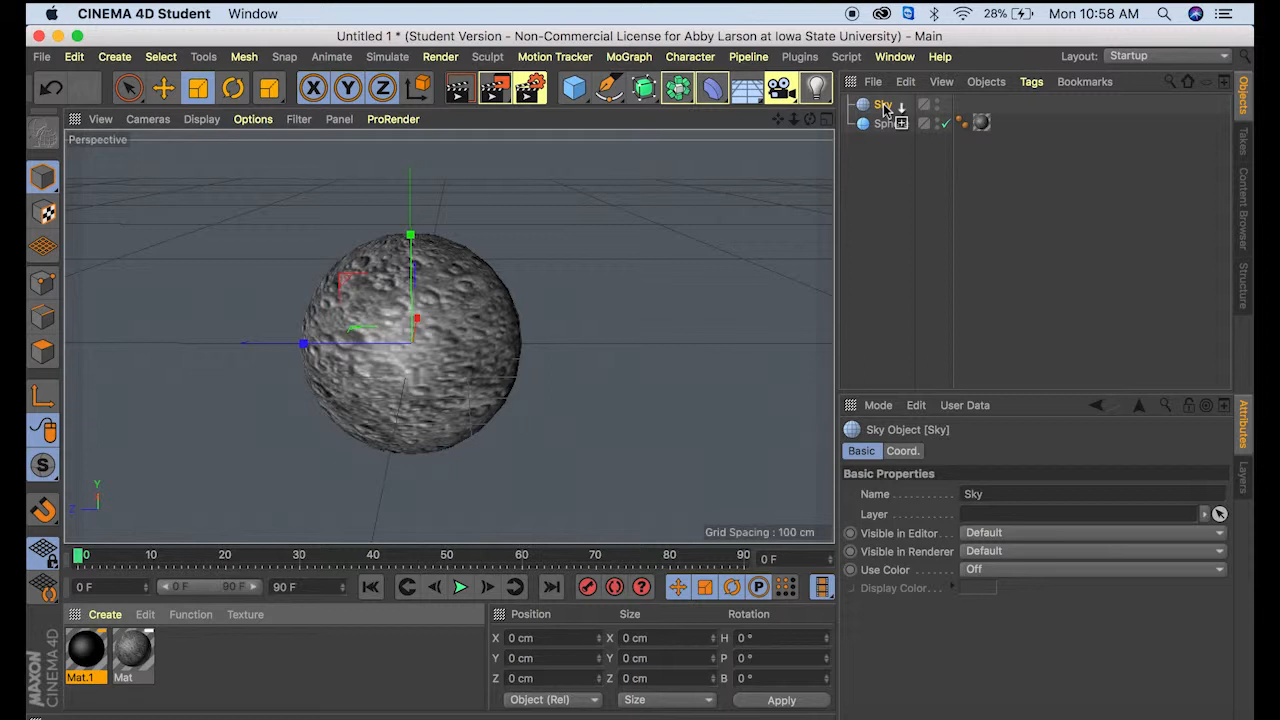 CINEMA 4D Student Window 28% Mon 10:58 AM
Untitled 1 * (Student Version - Non-Commercial License for Abby Larson at Iowa State University) - Main
File Edit Create Select Tools Mesh Snap Animate Simulate Render Sculpt Motion Tracker MoGraph Character Pipeline Plugins Script Window Help Layout: Startup
X Y Z
File Edit View Objects Tags Bookmarks
View Cameras Display Options Filter Panel ProRender
Perspective
Sky
Objects
Takes
Content Browser
Structure
Mode Edit User Data
Sky Object [Sky]
Basic Coord.
Basic Properties
Name Sky
Layer
Visible in Editor Default
Visible in Renderer Default
Use Color Off
Display Color
Attributes
Layers
S
Y
Z
Grid Spacing : 100 cm
0 10 20 30 40 50 60 70 80 90 0 F
0 F 0 F 90 F 90 F
P
Create Edit Function Texture
Mat.1 Mat
Position Size Rotation
X 0 cm X 0 cm H 0 °
Y 0 cm Y 0 cm P 0 °
Z 0 cm Z 0 cm B 0 °
Object (Rel) Size Apply
MAXON
CINEMA 4D